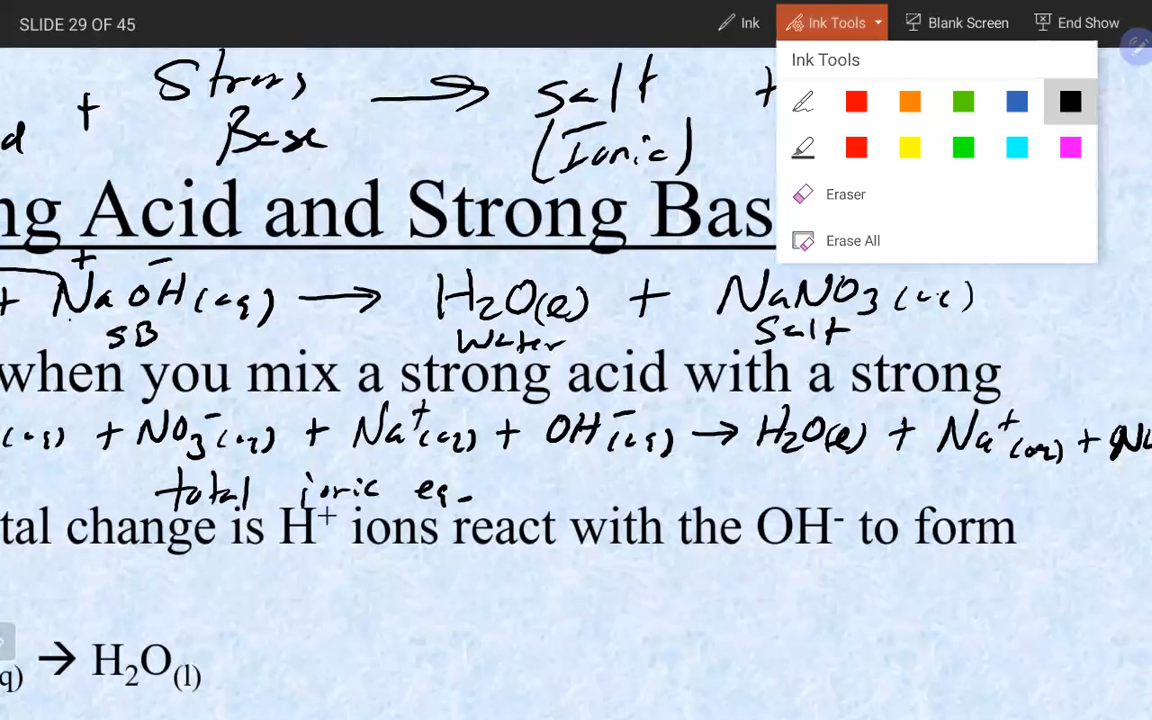 SLIDE 29 OF 45
Ink
Ink Tools
Blank Screen
End Show
Ink Tools
Eraser
Erase All
d + Strong Base → Salt (Ionic) +
ng Acid and Strong Bas
+ Na⁺OH⁻(aq) → H2O(l) + NaNO3(aq)
SB Water Salt
when you mix a strong acid with a strong
(aq) + NO3⁻(aq) + Na⁺(aq) + OH⁻(aq) → H2O(l) + Na⁺(aq) + N
total ionic eq-
tal change is H⁺ ions react with the OH⁻ to form
q) → H₂O(l)